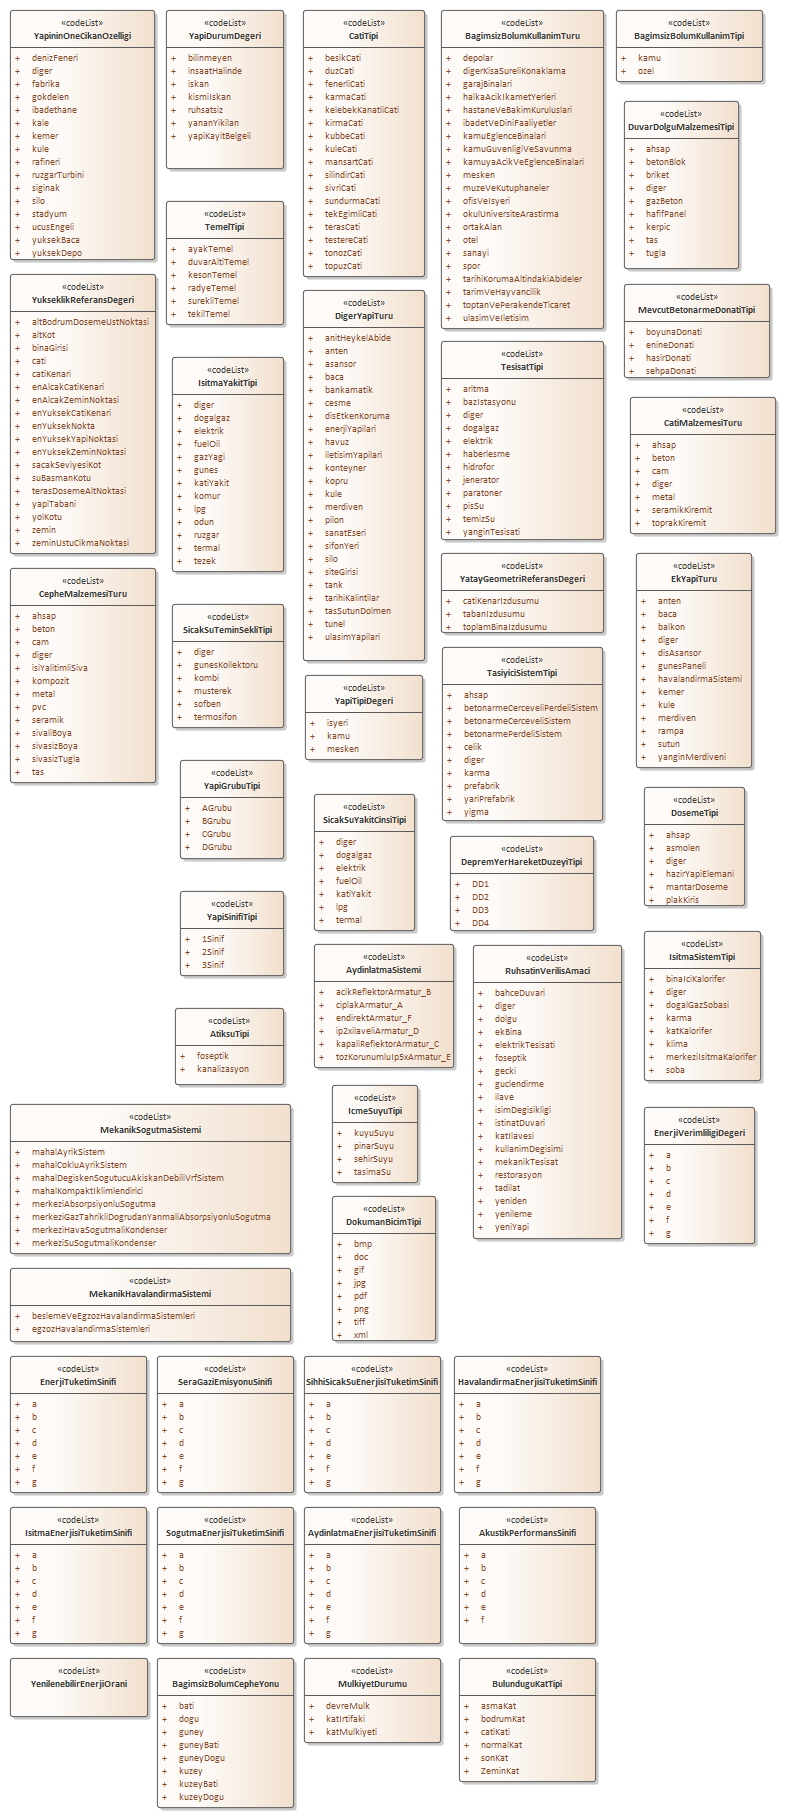 «codeList»
YapininOneCikanOzelligi
+ denizFeneri
+ diger
+ fabrika
+ gokdelen
+ ibadethane
+ kale
+ kemer
+ kule
+ rafineri
+ ruzgarTurbini
+ siginak
+ silo
+ stadyum
+ ucusEngeli
+ yuksekBaca
+ yuksekDepo
«codeList»
YapiDurumDegeri
+ bilinmeyen
+ insaatHalinde
+ iskan
+ kismiIskan
+ ruhsatsiz
+ yananYikilan
+ yapiKayitBelgeli
«codeList»
CatiTipi
+ besikCati
+ duzCati
+ fenerliCati
+ karmaCati
+ kelebekKanatliCati
+ kirmaCati
+ kubbeCati
+ kuleCati
+ mansartCati
+ silindirCati
+ sivriCati
+ sundurmaCati
+ tekEgimliCati
+ terasCati
+ testereCati
+ tonozCati
+ topuzCati
«codeList»
BagimsizBolumKullanimTuru
+ depolar
+ digerKisaSureliKonaklama
+ garajBinalari
+ halkaAcikIkametYerleri
+ hastaneVeBakimKuruluslari
+ ibadetVeDiniFaaliyetler
+ kamuEglenceBinalari
+ kamuGuvenligiVeSavunma
+ kamuyaAcikVeEglenceBinalari
+ mesken
+ muzeVeKutuphaneler
+ ofisVeIsyeri
+ okulUniversiteArastirma
+ ortakAlan
+ otel
+ sanayi
+ spor
+ tarihiKorumaAltindakiAbideler
+ tarimVeHayvancilik
+ toptanVePerakendeTicaret
+ ulasimVeIletisim
«codeList»
BagimsizBolumKullanimTipi
+ kamu
+ ozel
«codeList»
DuvarDolguMalzemesiTipi
+ ahsap
+ betonBlok
+ briket
+ diger
+ gazBeton
+ hafifPanel
+ kerpic
+ tas
+ tugla
«codeList»
TemelTipi
+ ayakTemel
+ duvarAltiTemel
+ kesonTemel
+ radyeTemel
+ surekliTemel
+ tekilTemel
«codeList»
YukseklikReferansDegeri
+ altBodrumDosemeUstNoktasi
+ altKot
+ binaGirisi
+ cati
+ catiKenari
+ enAlcakCatiKenari
+ enAlcakZeminNoktasi
+ enYuksekCatiKenari
+ enYuksekNokta
+ enYuksekYapiNoktasi
+ enYuksekZeminNoktasi
+ sacakSeviyesiKot
+ suBasmanKotu
+ terasDosemeAltNoktasi
+ yapiTabani
+ yolKotu
+ zemin
+ zeminUstuCikmaNoktasi
«codeList»
DigerYapiTuru
+ anitHeykelAbide
+ anten
+ asansor
+ baca
+ bankamatik
+ cesme
+ disEtkenKoruma
+ enerjiYapilari
+ havuz
+ iletisimYapilari
+ konteyner
+ kopru
+ kule
+ merdiven
+ pilon
+ sanatEseri
+ sifonYeri
+ silo
+ siteGirisi
+ tank
+ tarihiKalintilar
+ tasSutunDolmen
+ tunel
+ ulasimYapilari
«codeList»
MevcutBetonarmeDonatiTipi
+ boyunaDonati
+ enineDonati
+ hasirDonati
+ sehpaDonati
«codeList»
TesisatTipi
+ aritma
+ bazIstasyonu
+ diger
+ dogalgaz
+ elektrik
+ haberlesme
+ hidrofor
+ jenerator
+ paratoner
+ pisSu
+ temizSu
+ yanginTesisati
«codeList»
IsitmaYakitTipi
+ diger
+ dogalgaz
+ elektrik
+ fuelOil
+ gazYagi
+ gunes
+ katiYakit
+ komur
+ lpg
+ odun
+ ruzgar
+ termal
+ tezek
«codeList»
CatiMalzemesiTuru
+ ahsap
+ beton
+ cam
+ diger
+ metal
+ seramikKiremit
+ toprakKiremit
«codeList»
YatayGeometriReferansDegeri
+ catiKenarIzdusumu
+ tabanIzdusumu
+ toplamBinaIzdusumu
«codeList»
EkYapiTuru
+ anten
+ baca
+ balkon
+ diger
+ disAsansor
+ gunesPaneli
+ havalandirmaSistemi
+ kemer
+ kule
+ merdiven
+ rampa
+ sutun
+ yanginMerdiveni
«codeList»
CepheMalzemesiTuru
+ ahsap
+ beton
+ cam
+ diger
+ isiYalitimliSiva
+ kompozit
+ metal
+ pvc
+ seramik
+ sivaliBoya
+ sivasizBoya
+ sivasizTugla
+ tas
«codeList»
SicakSuTeminSekliTipi
+ diger
+ gunesKollektoru
+ kombi
+ musterek
+ sofben
+ termosifon
«codeList»
TasiyiciSistemTipi
+ ahsap
+ betonarmeCerceveliPerdeliSistem
+ betonarmeCerceveliSistem
+ betonarmePerdeliSistem
+ celik
+ diger
+ karma
+ prefabrik
+ yariPrefabrik
+ yigma
«codeList»
YapiTipiDegeri
+ isyeri
+ kamu
+ mesken
«codeList»
YapiGrubuTipi
+ AGrubu
+ BGrubu
+ CGrubu
+ DGrubu
«codeList»
SicakSuYakitCinsiTipi
+ diger
+ dogalgaz
+ elektrik
+ fuelOil
+ katiYakit
+ lpg
+ termal
«codeList»
DosemeTipi
+ ahsap
+ asmolen
+ diger
+ hazirYapiElemani
+ mantarDoseme
+ plakKiris
«codeList»
DepremYerHareketDuzeyiTipi
+ DD1
+ DD2
+ DD3
+ DD4
«codeList»
YapiSinifiTipi
+ 1Sinif
+ 2Sinif
+ 3Sinif
«codeList»
AydinlatmaSistemi
+ acikReflektorArmatur_B
+ ciplakArmatur_A
+ endirektArmatur_F
+ ip2xilaveliArmatur_D
+ kapaliReflektorArmatur_C
+ tozKorunumluIp5xArmatur_E
«codeList»
RuhsatinVerilisAmaci
+ bahceDuvari
+ diger
+ dolgu
+ ekBina
+ elektrikTesisati
+ foseptik
+ gecki
+ guclendirme
+ ilave
+ isimDegisikligi
+ istinatDuvari
+ katIlavesi
+ kullanimDegisimi
+ mekanikTesisat
+ restorasyon
+ tadilat
+ yeniden
+ yenileme
+ yeniYapi
«codeList»
IsitmaSistemTipi
+ binaIciKalorifer
+ diger
+ dogalGazSobasi
+ karma
+ katKalorifer
+ klima
+ merkeziIsitmaKalorifer
+ soba
«codeList»
AtiksuTipi
+ foseptik
+ kanalizasyon
«codeList»
IcmeSuyuTipi
+ kuyuSuyu
+ pinarSuyu
+ sehirSuyu
+ tasimaSu
«codeList»
MekanikSogutmaSistemi
+ mahalAyrikSistem
+ mahalCokluAyrikSistem
+ mahalDegiskenSogutucuAkiskanDebiliVrfSistem
+ mahalKompaktIklimlendirici
+ merkeziAbsorpsiyonluSogutma
+ merkeziGazTahrikliDogrudanYanmaliAbsorpsiyonluSogutma
+ merkeziHavaSogutmaliKondenser
+ merkeziSuSogutmaliKondenser
«codeList»
EnerjiVerimliligiDegeri
+ a
+ b
+ c
+ d
+ e
+ f
+ g
«codeList»
DokumanBicimTipi
+ bmp
+ doc
+ gif
+ jpg
+ pdf
+ png
+ tiff
+ xml
«codeList»
MekanikHavalandirmaSistemi
+ beslemeVeEgzozHavalandirmaSistemleri
+ egzozHavalandirmaSistemleri
«codeList»
EnerjiTuketimSinifi
+ a
+ b
+ c
+ d
+ e
+ f
+ g
«codeList»
SeraGaziEmisyonuSinifi
+ a
+ b
+ c
+ d
+ e
+ f
+ g
«codeList»
SihhiSicakSuEnerjisiTuketimSinifi
+ a
+ b
+ c
+ d
+ e
+ f
+ g
«codeList»
HavalandirmaEnerjisiTuketimSinifi
+ a
+ b
+ c
+ d
+ e
+ f
+ g
«codeList»
IsitmaEnerjisiTuketimSinifi
+ a
+ b
+ c
+ d
+ e
+ f
+ g
«codeList»
SogutmaEnerjisiTuketimSinifi
+ a
+ b
+ c
+ d
+ e
+ f
+ g
«codeList»
AydinlatmaEnerjisiTuketimSinifi
+ a
+ b
+ c
+ d
+ e
+ f
+ g
«codeList»
AkustikPerformansSinifi
+ a
+ b
+ c
+ d
+ e
+ f
«codeList»
YenilenebilirEnerjiOrani
«codeList»
BagimsizBolumCepheYonu
+ bati
+ dogu
+ guney
+ guneyBati
+ guneyDogu
+ kuzey
+ kuzeyBati
+ kuzeyDogu
«codeList»
MulkiyetDurumu
+ devreMulk
+ katIrtifaki
+ katMulkiyeti
«codeList»
BulunduguKatTipi
+ asmaKat
+ bodrumKat
+ catiKati
+ normalKat
+ sonKat
+ ZeminKat